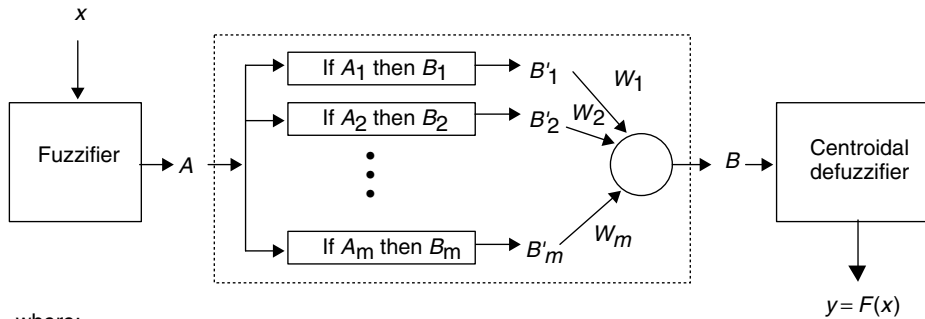 x
Fuzzifier
A
If A₁ then B₁
B'₁
W₁
If A₂ then B₂
B'₂
W₂
If Aₘ then Bₘ
B'ₘ
Wₘ
B
Centroidal
defuzzifier
y = F(x)